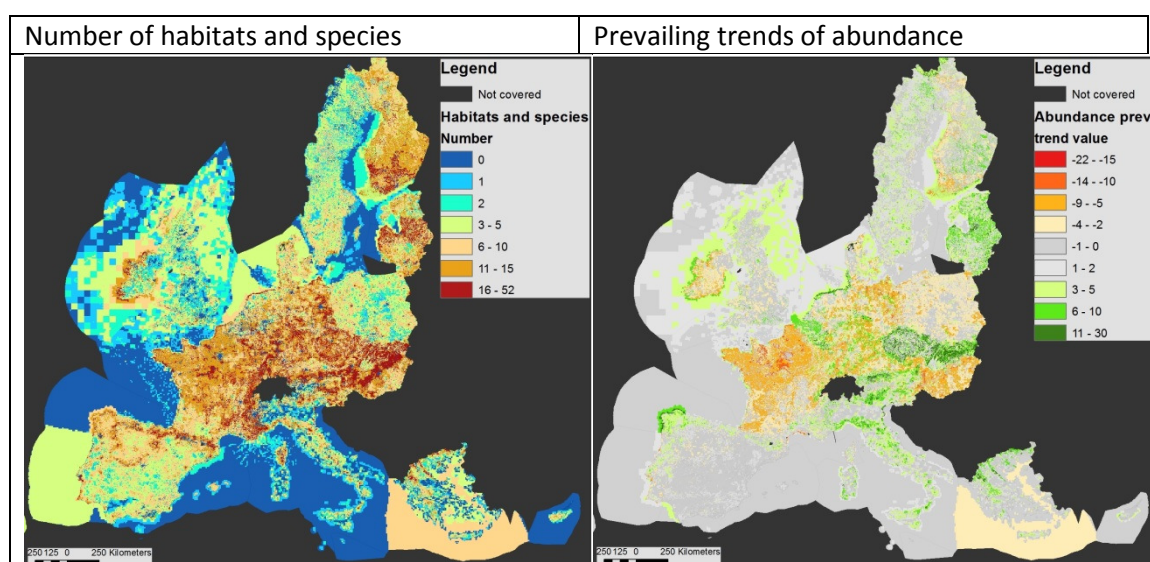 Number of habitats and species
Prevailing trends of abundance
Legend
Not covered
Habitats and species
Number
0
1
2
3 - 5
6 - 10
11 - 15
16 - 52
250 125 0 250 Kilometers
Legend
Not covered
Abundance prev
trend value
-22 - -15
-14 - -10
-9 - -5
-4 - -2
-1 - 0
1 - 2
3 - 5
6 - 10
11 - 30
250 125 0 250 Kilometers